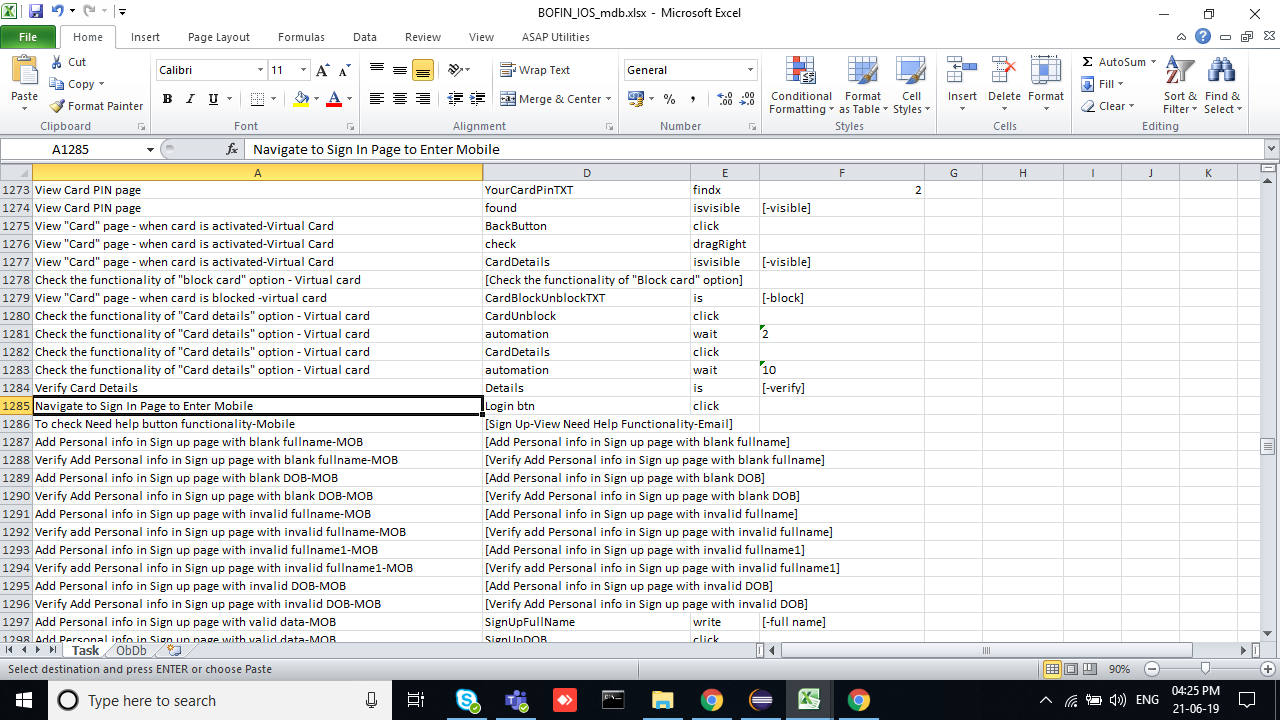 BOFIN_IOS_mdb.xlsx - Microsoft Excel
File Home Insert Page Layout Formulas Data Review View ASAP Utilities
Paste Cut Copy Format Painter Clipboard
Calibri 11 B I U A Font
Wrap Text Merge & Center Alignment
General % , Number
Conditional Formatting Format as Table Cell Styles Styles
Insert Delete Format Cells
AutoSum Fill Clear Sort & Filter Find & Select Editing
A1285 fx Navigate to Sign In Page to Enter Mobile
A D E F G H I J K
1273 View Card PIN page YourCardPinTXT findx 2
1274 View Card PIN page found isvisible [-visible]
1275 View "Card" page - when card is activated-Virtual Card BackButton click
1276 View "Card" page - when card is activated-Virtual Card check dragRight
1277 View "Card" page - when card is activated-Virtual Card CardDetails isvisible [-visible]
1278 Check the functionality of "block card" option - Virtual card [Check the functionality of "Block card" option]
1279 View "Card" page - when card is blocked -virtual card CardBlockUnblockTXT is [-block]
1280 Check the functionality of "Card details" option - Virtual card CardUnblock click
1281 Check the functionality of "Card details" option - Virtual card automation wait 2
1282 Check the functionality of "Card details" option - Virtual card CardDetails click
1283 Check the functionality of "Card details" option - Virtual card automation wait 10
1284 Verify Card Details Details is [-verify]
1285 Navigate to Sign In Page to Enter Mobile Login btn click
1286 To check Need help button functionality-Mobile [Sign Up-View Need Help Functionality-Email]
1287 Add Personal info in Sign up page with blank fullname-MOB [Add Personal info in Sign up page with blank fullname]
1288 Verify Add Personal info in Sign up page with blank fullname-MOB [Verify Add Personal info in Sign up page with blank fullname]
1289 Add Personal info in Sign up page with blank DOB-MOB [Add Personal info in Sign up page with blank DOB]
1290 Verify Add Personal info in Sign up page with blank DOB-MOB [Verify Add Personal info in Sign up page with blank DOB]
1291 Add Personal info in Sign up page with invalid fullname-MOB [Add Personal info in Sign up page with invalid fullname]
1292 Verify add Personal info in Sign up page with invalid fullname-MOB [Verify add Personal info in Sign up page with invalid fullname]
1293 Add Personal info in Sign up page with invalid fullname1-MOB [Add Personal info in Sign up page with invalid fullname1]
1294 Verify add Personal info in Sign up page with invalid fullname1-MOB [Verify add Personal info in Sign up page with invalid fullname1]
1295 Add Personal info in Sign up page with invalid DOB-MOB [Add Personal info in Sign up page with invalid DOB]
1296 Verify Add Personal info in Sign up page with invalid DOB-MOB [Verify Add Personal info in Sign up page with invalid DOB]
1297 Add Personal info in Sign up page with valid data-MOB SignUpFullName write [-full name]
1298 Add Personal info in Sign up page with valid data-MOB SignUpDOB click
Task ObDb
Select destination and press ENTER or choose Paste 90%
Type here to search ENG 04:25 PM
21-06-19